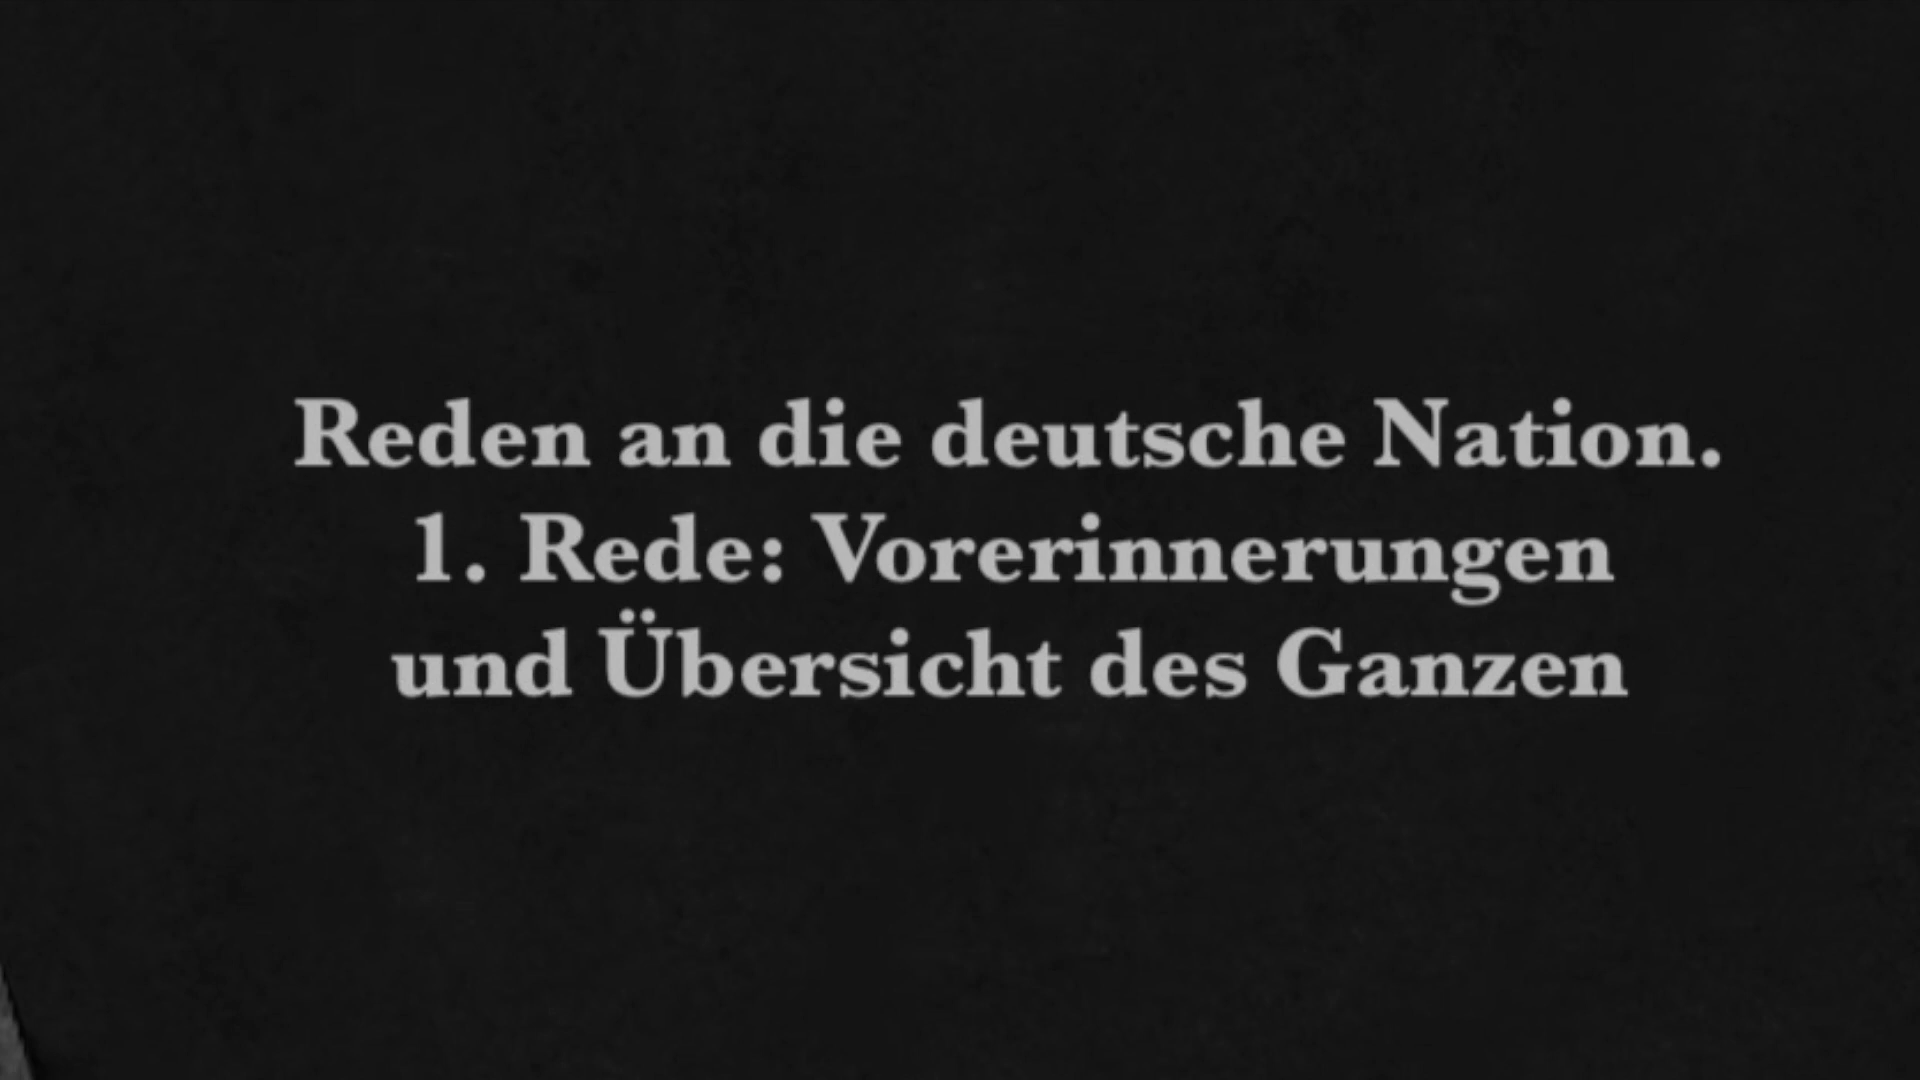 Reden an die deutsche Nation.
1. Rede: Vorerinnerungen
und Übersicht des Ganzen